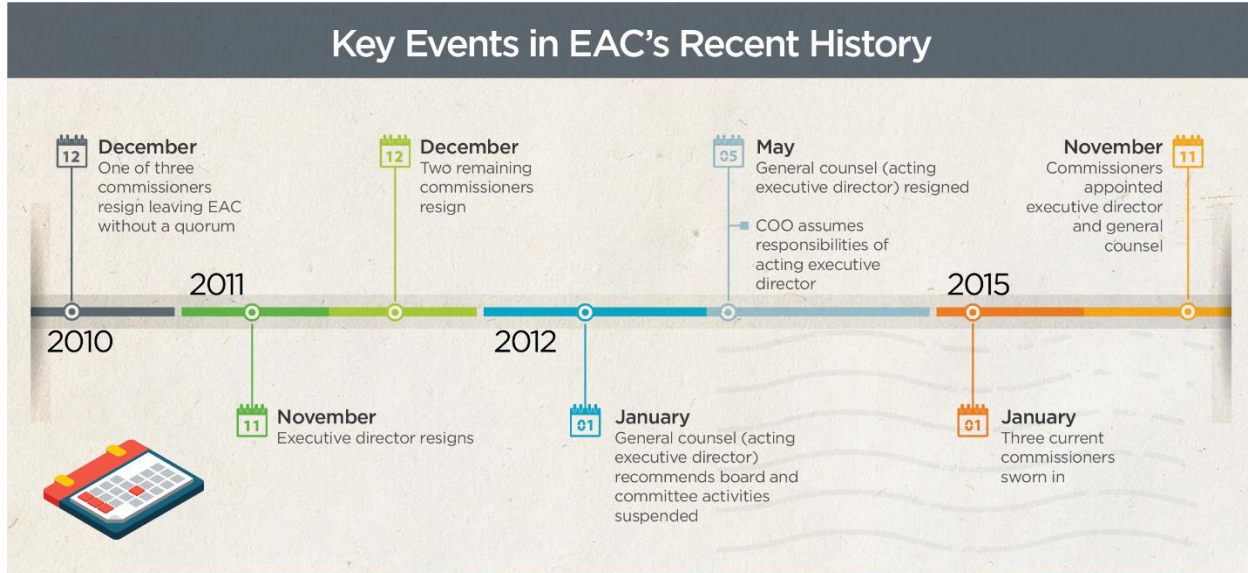 Key Events in EAC's Recent History
12
December
One of three
commissioners
resign leaving EAC
without a quorum
12
December
Two remaining
commissioners
resign
05
May
General counsel (acting
executive director) resigned
COO assumes
responsibilities of
acting executive
director
November
11
Commissioners
appointed
executive director
and general
counsel
2010
2011
2012
2015
11
November
Executive director resigns
01
January
General counsel (acting
executive director)
recommends board and
committee activities
suspended
01
January
Three current
commissioners
sworn in